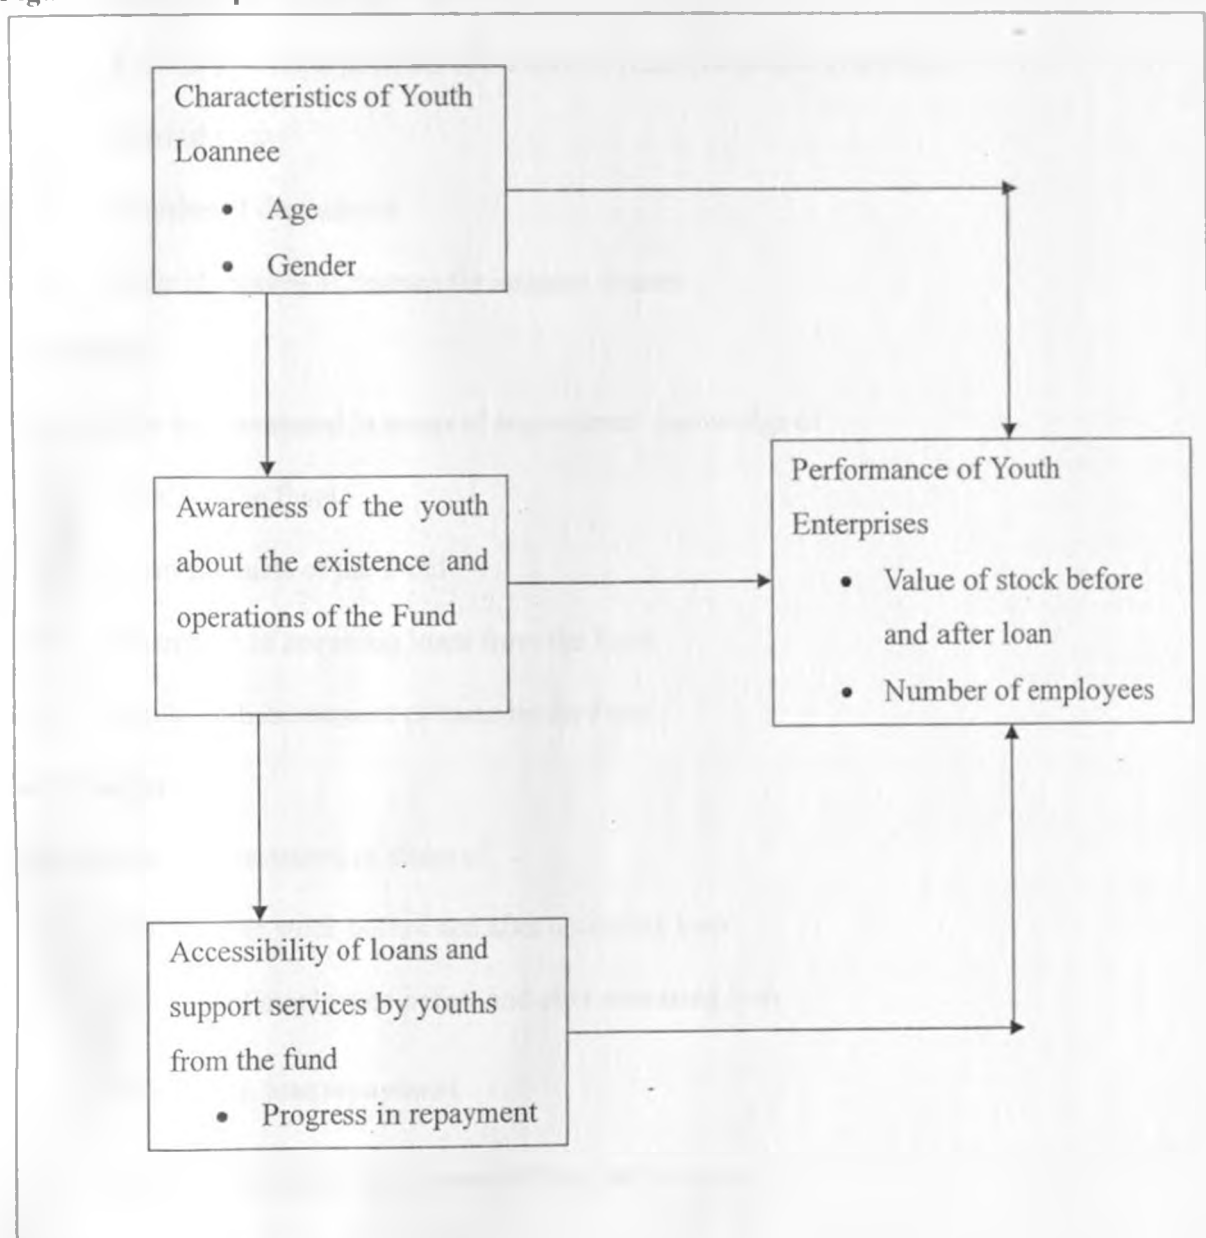 Characteristics of Youth
Loannee
• Age
• Gender
Awareness of the youth
about the existence and
operations of the Fund
Accessibility of loans and
support services by youths
from the fund
• Progress in repayment
Performance of Youth
Enterprises
• Value of stock before
and after loan
• Number of employees